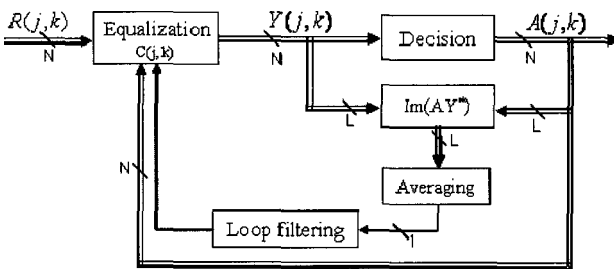 R(j,k)
N
Equalization
C(j,k)
Y(j,k)
N
Decision
A(j,k)
N
L
Im(AY*)
L
L
N
Averaging
Loop filtering
1